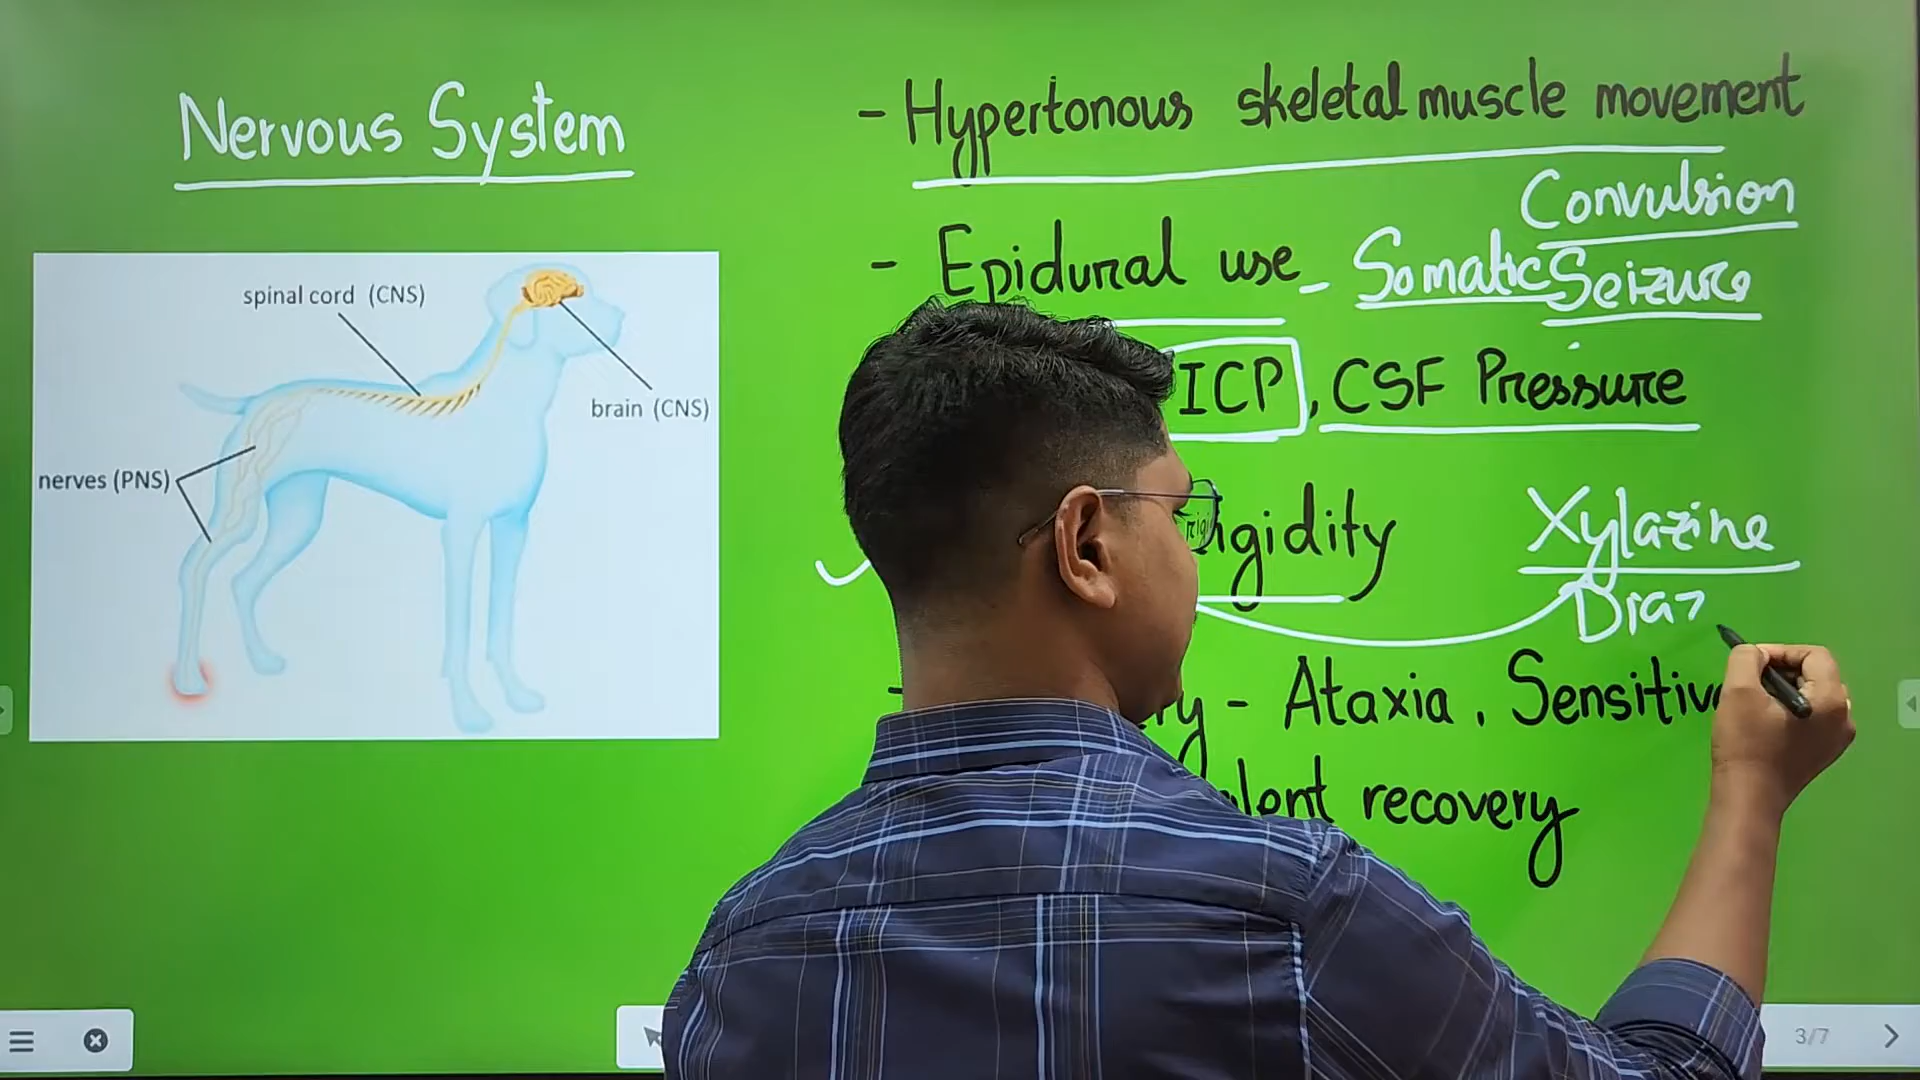 Nervous System
spinal cord (CNS)
brain (CNS)
nerves (PNS)
- Hypertonous skeletal muscle movement
Convulsion
- Epidural use - Somatic Seizure
ICP, CSF Pressure
Xylazine
Diaz
- Ataxia, Sensitiv
recovery
3/7